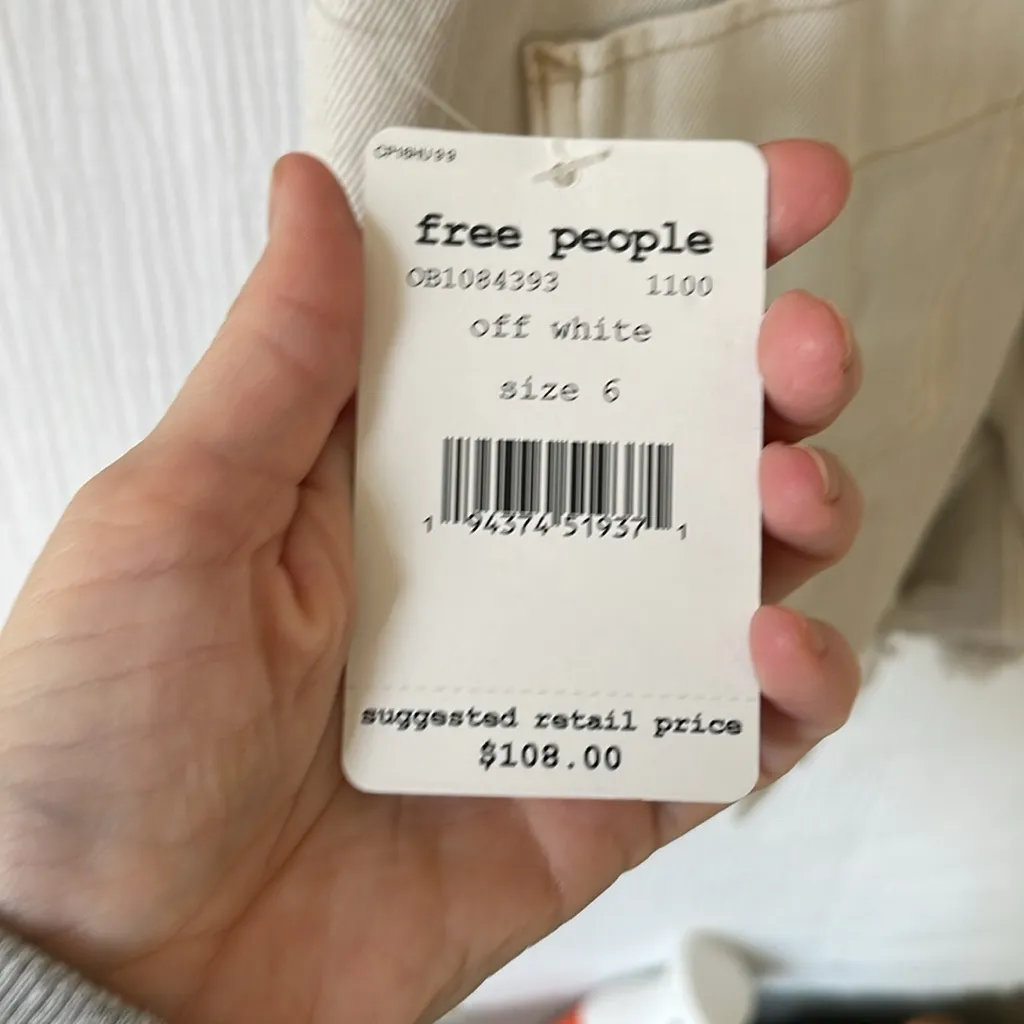 free people
OB1084393 1100
off white
size 6
1 94374 51937 1
suggested retail price
$108.00